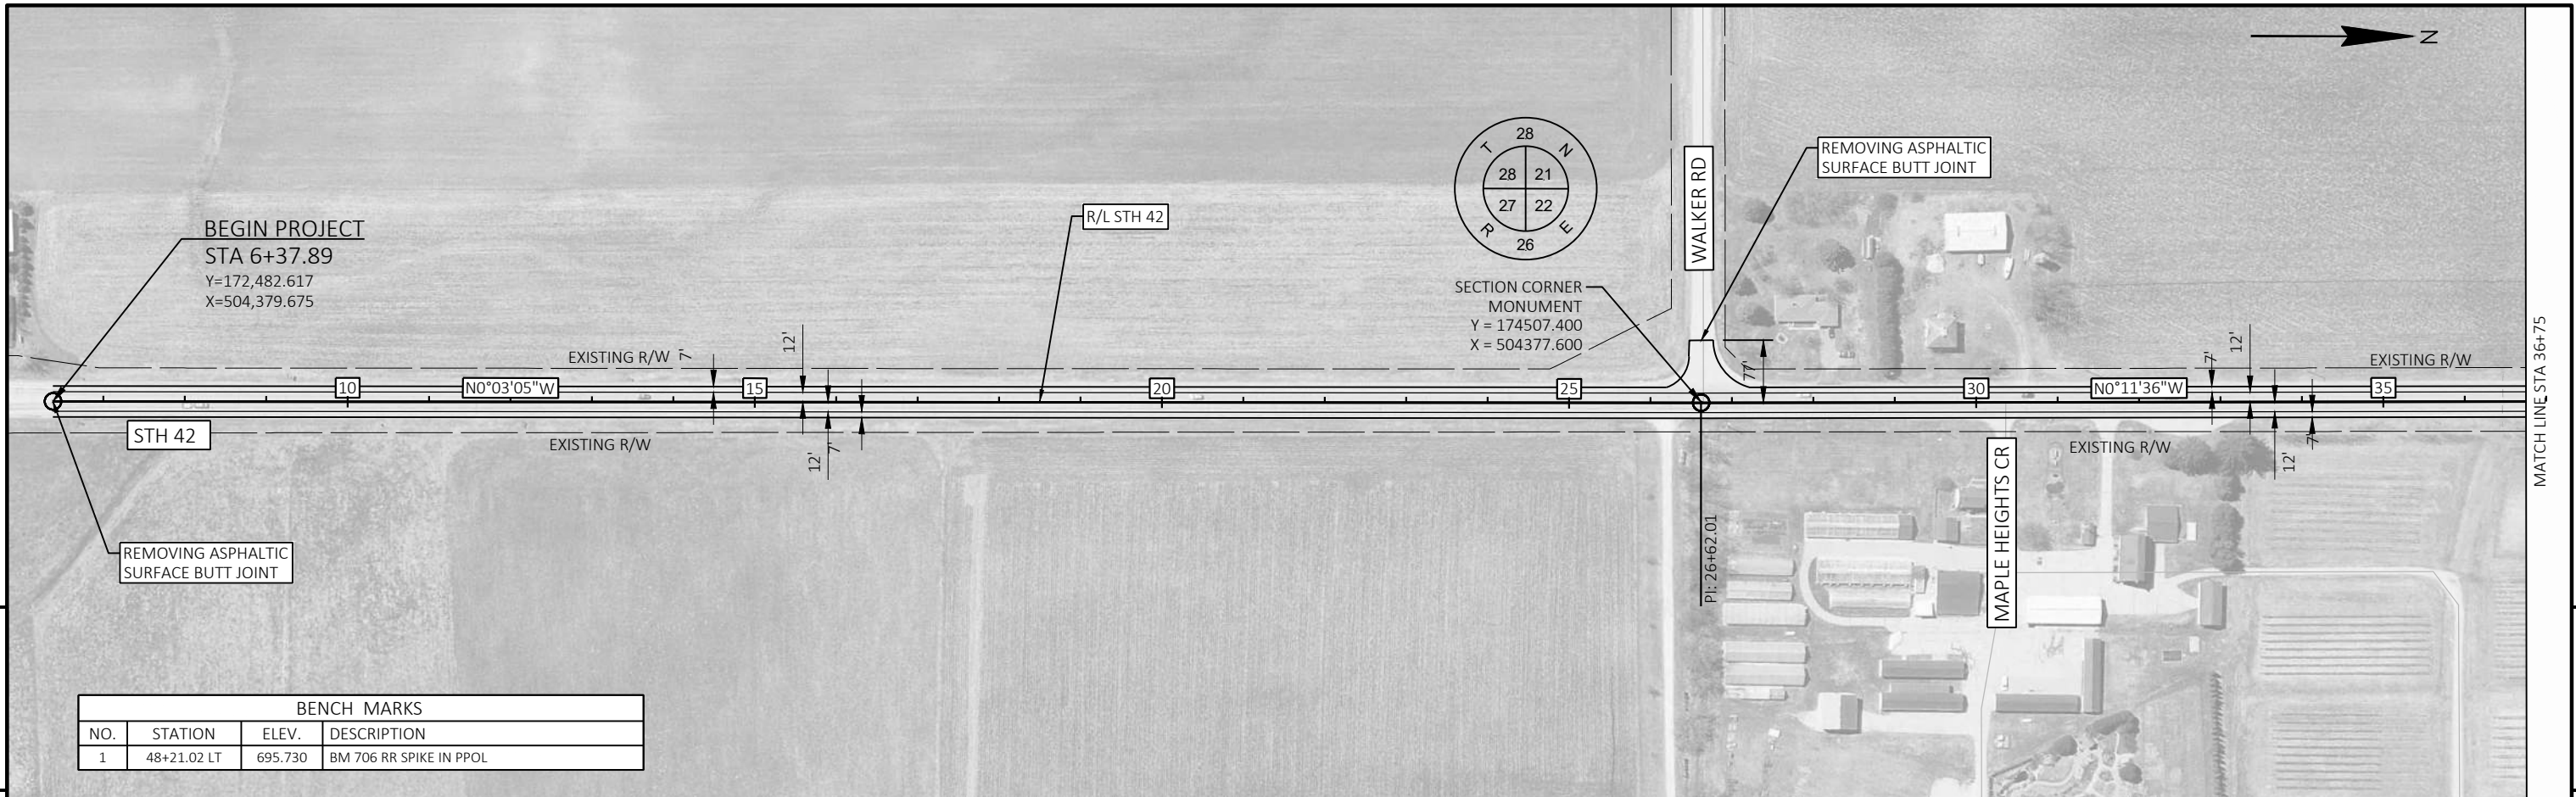 N
28
T
N
28
21
27
22
R
E
26
WALKER RD
REMOVING ASPHALTIC
SURFACE BUTT JOINT
BEGIN PROJECT
STA 6+37.89
Y=172,482.617
X=504,379.675
R/L STH 42
SECTION CORNER
MONUMENT
Y = 174507.400
X = 504377.600
EXISTING R/W
7'
12'
77'
7'
12'
EXISTING R/W
MATCH LINE STA 36+75
10
N0°03'05"W
15
20
25
30
N0°11'36"W
35
STH 42
EXISTING R/W
12'
7'
EXISTING R/W
12'
7'
MAPLE HEIGHTS CR
PI: 26+62.01
REMOVING ASPHALTIC
SURFACE BUTT JOINT
BENCH MARKS
NO. STATION ELEV. DESCRIPTION
1 48+21.02 LT 695.730 BM 706 RR SPIKE IN PPOL